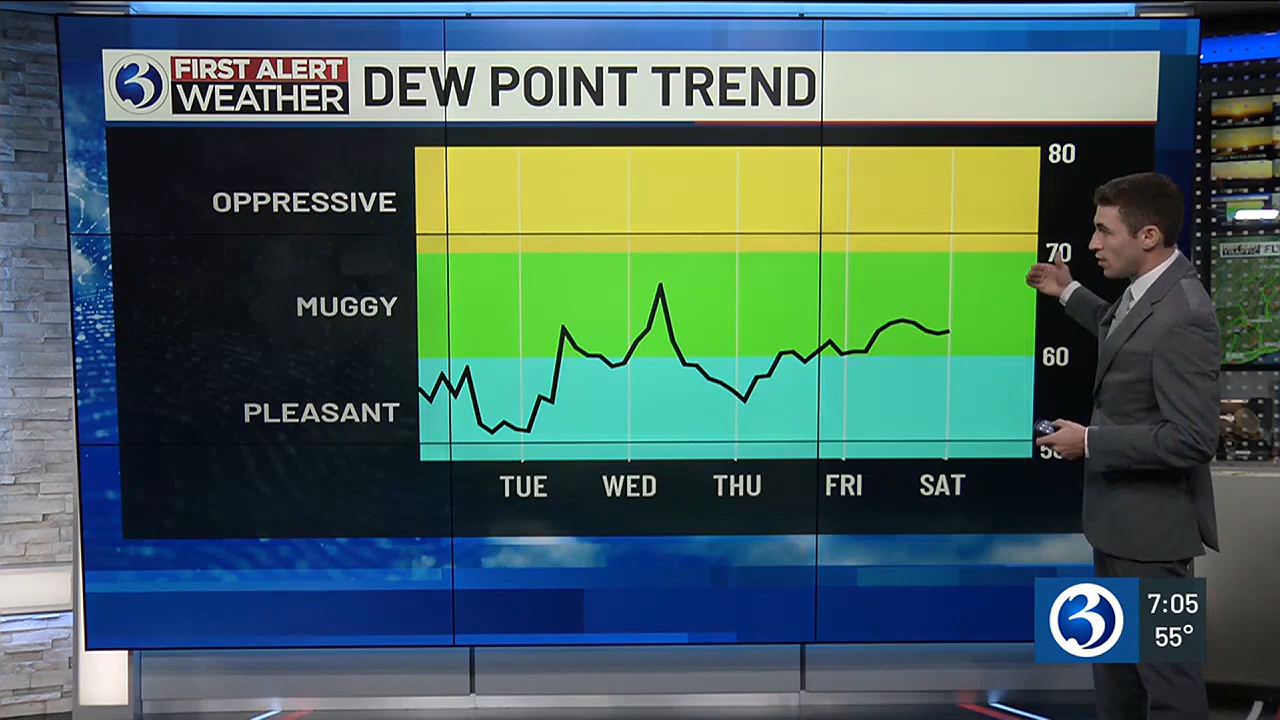 3 FIRST ALERT
WEATHER
DEW POINT TREND
80
OPPRESSIVE
70
MUGGY
60
PLEASANT
TUE WED THU FRI SAT
3 7:05
55°